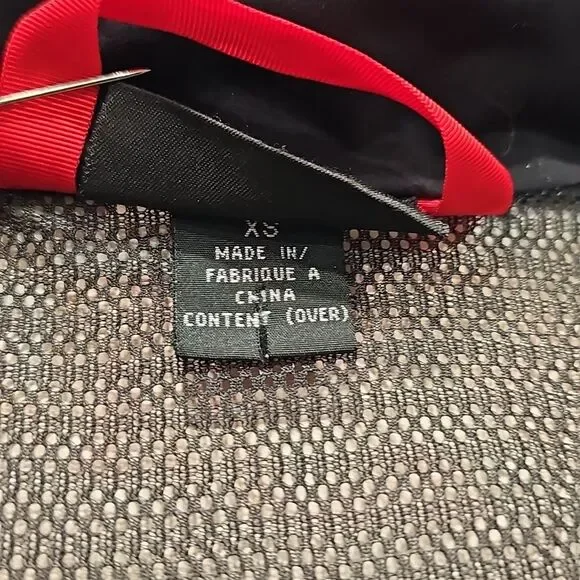 XS
MADE IN/
FABRIQUE A
CHINA
CONTENT (OVER)